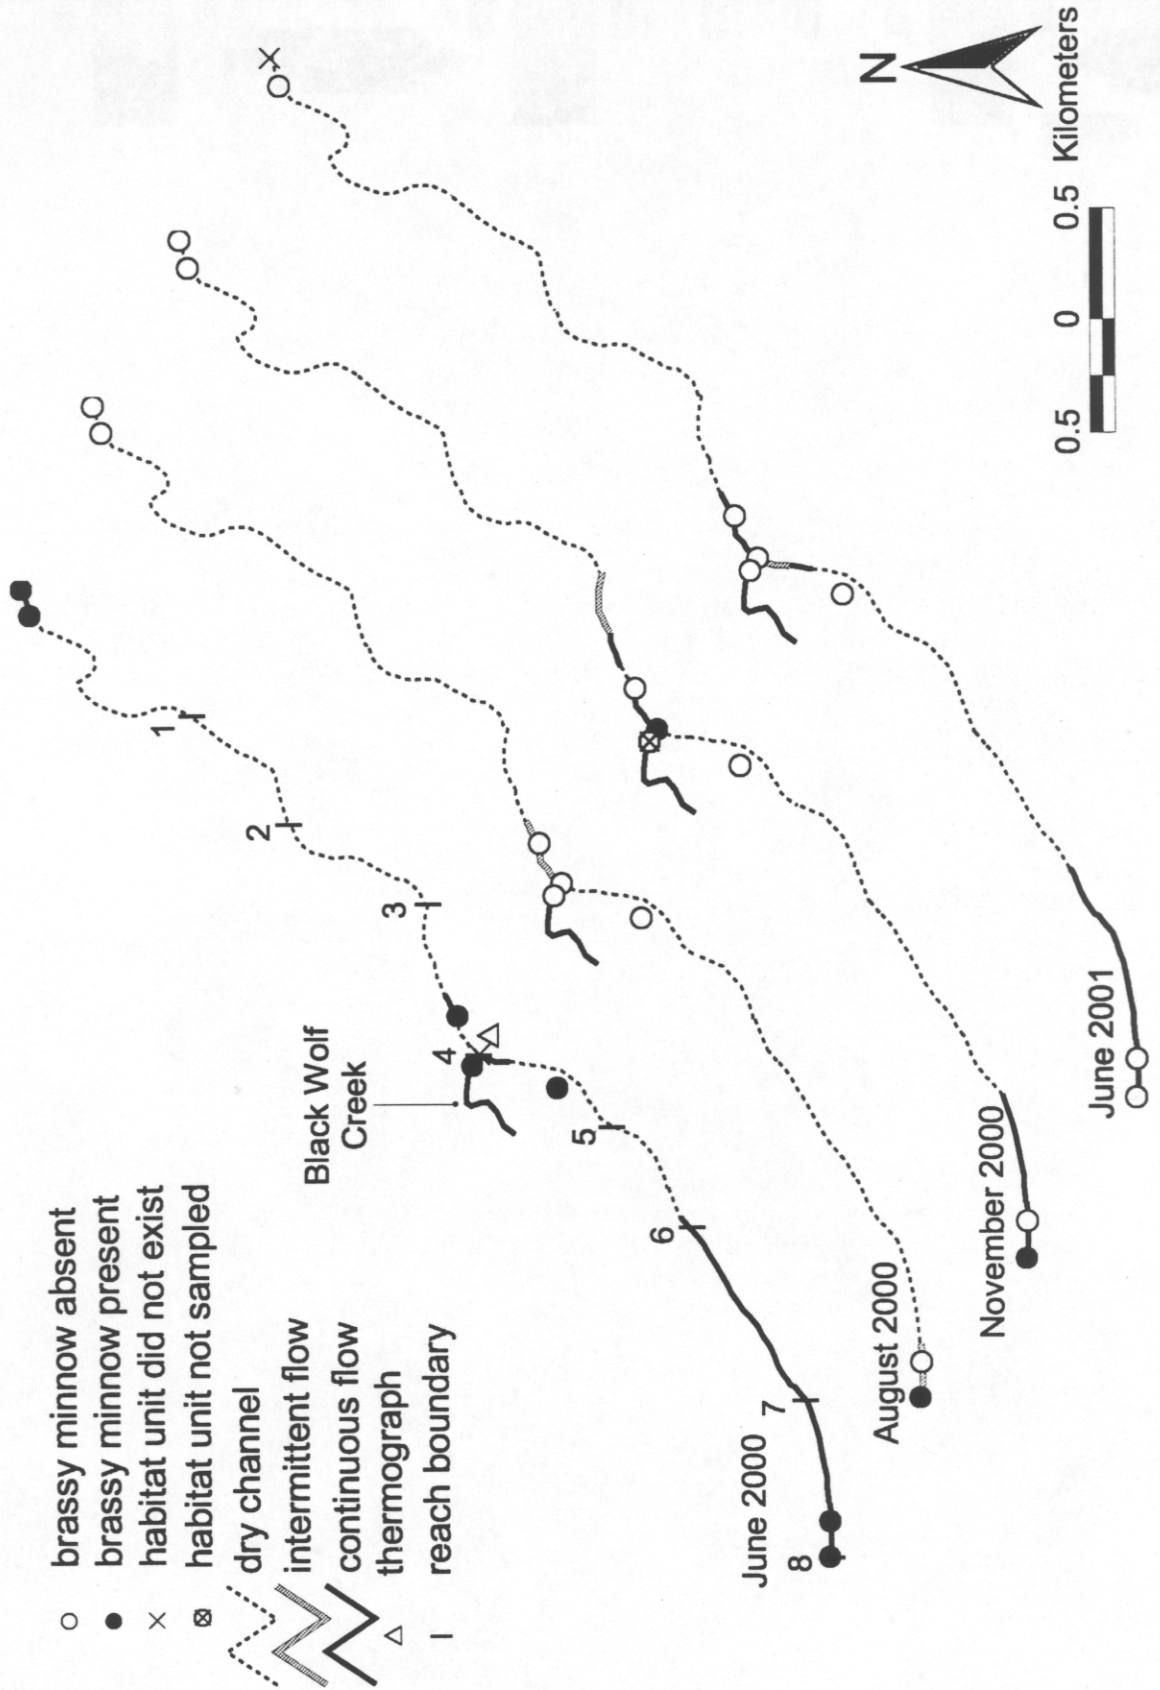 brassy minnow absent
brassy minnow present
habitat unit did not exist
habitat unit not sampled
dry channel
intermittent flow
continuous flow
thermograph
reach boundary
Black Wolf
Creek
1
2
3
4
5
6
7
8
June 2000
August 2000
November 2000
June 2001
N
0.5 0 0.5 Kilometers